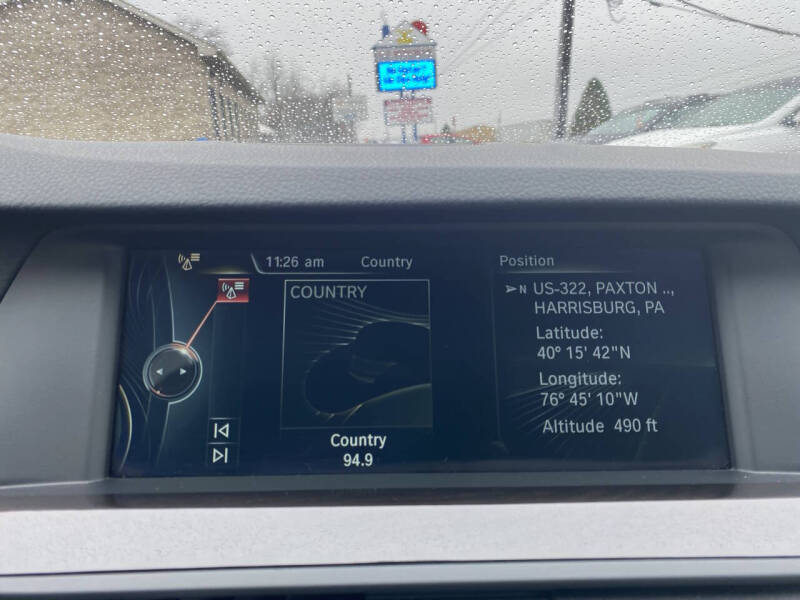 11:26 am Country
COUNTRY
Country
94.9
Position
N US-322, PAXTON ..,
HARRISBURG, PA
Latitude:
40° 15' 42"N
Longitude:
76° 45' 10"W
Altitude 490 ft